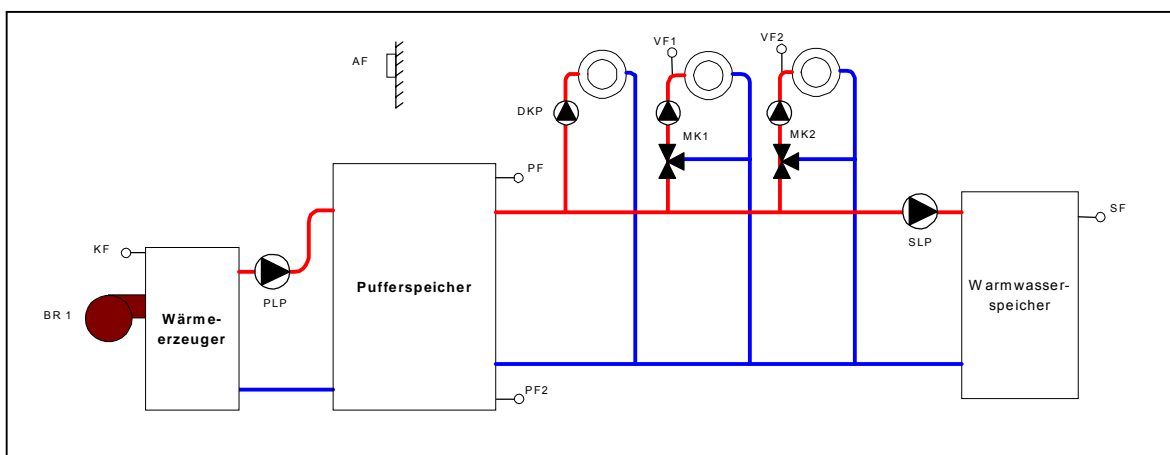 AF
VF1
VF2
DKP
MK1
MK2
PF
SF
KF
SLP
Pufferspeicher
Warmwasser-
speicher
PLP
BR 1
Wärme-
erzeuger
PF2